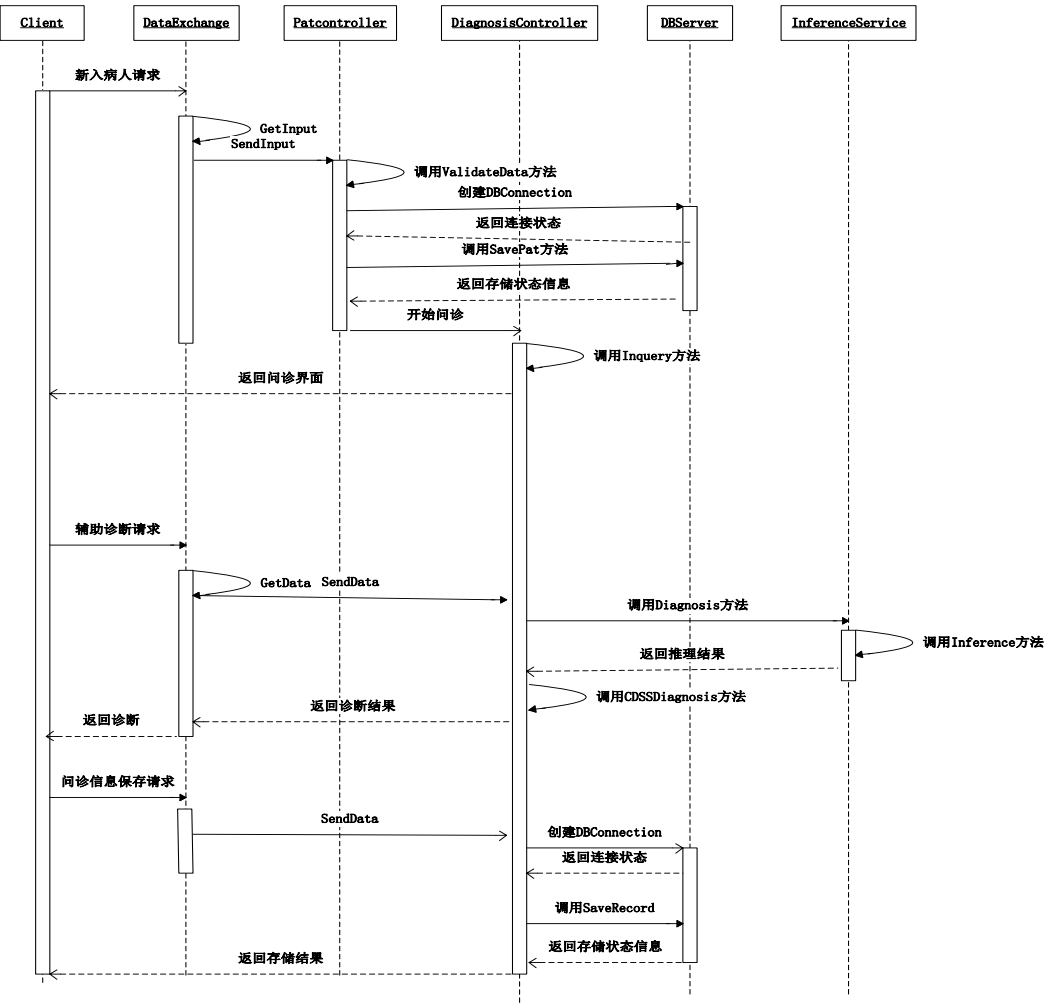 Client
DataExchange
Patcontroller
DiagnosisController
DBServer
InferenceService
新入病人请求
GetInput
SendInput
调用ValidateData方法
创建DBConnection
返回连接状态
调用SavePat方法
返回存储状态信息
开始问诊
调用Inquery方法
返回问诊界面
辅助诊断请求
GetData
SendData
调用Diagnosis方法
调用Inference方法
返回推理结果
调用CDSSDiagnosis方法
返回诊断结果
返回诊断
问诊信息保存请求
SendData
创建DBConnection
返回连接状态
调用SaveRecord
返回存储状态信息
返回存储结果